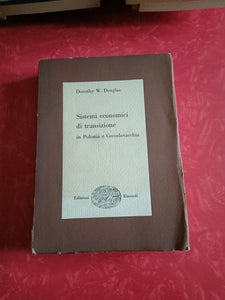 Dorothy W. Douglas
Sistemi economici
di transizione
in Polonia e Cecoslovacchia
Edizioni Einaudi